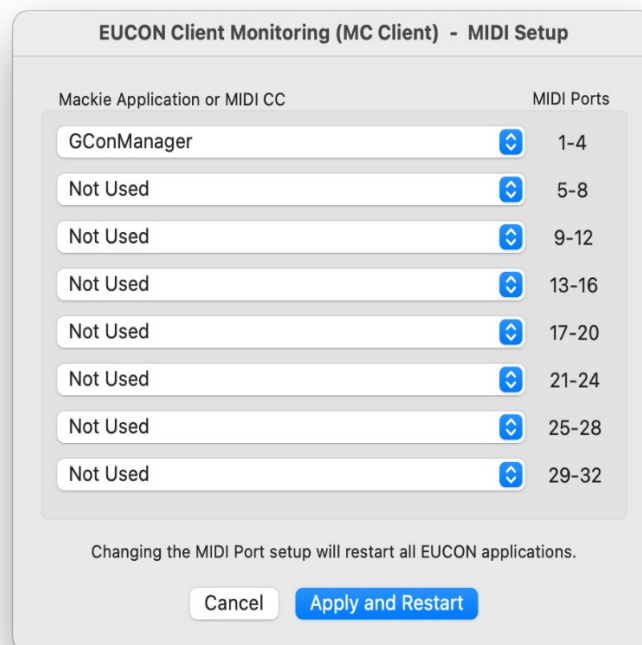 EUCON Client Monitoring (MC Client) - MIDI Setup
Mackie Application or MIDI CC MIDI Ports
GConManager 1-4
Not Used 5-8
Not Used 9-12
Not Used 13-16
Not Used 17-20
Not Used 21-24
Not Used 25-28
Not Used 29-32
Changing the MIDI Port setup will restart all EUCON applications.
Cancel Apply and Restart